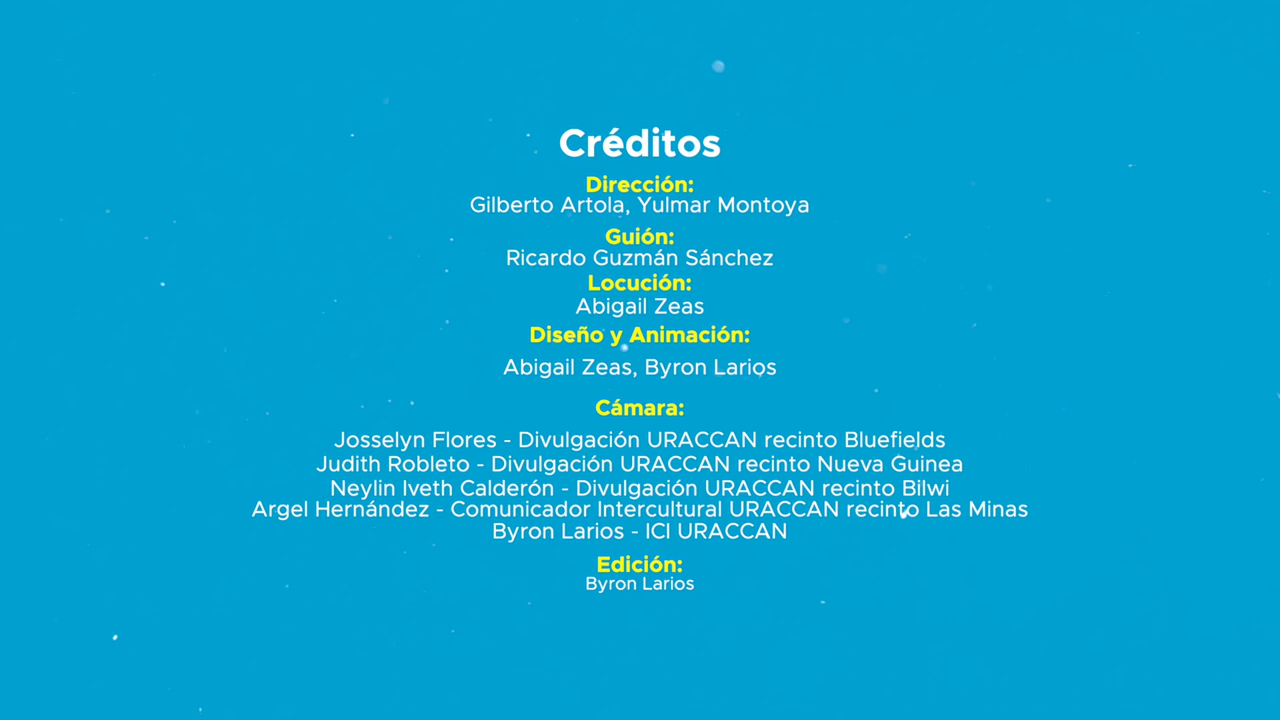 Créditos
Dirección:
Gilberto Artola, Yulmar Montoya
Guión:
Ricardo Guzmán Sánchez
Locución:
Abigail Zeas
Diseño y Animación:
Abigail Zeas, Byron Larios
Cámara:
Josselyn Flores - Divulgación URACCAN recinto Bluefields
Judith Robleto - Divulgación URACCAN recinto Nueva Guinea
Neylin Iveth Calderón - Divulgación URACCAN recinto Bilwi
Argel Hernández - Comunicador Intercultural URACCAN recinto Las Minas
Byron Larios - ICI URACCAN
Edición:
Byron Larios